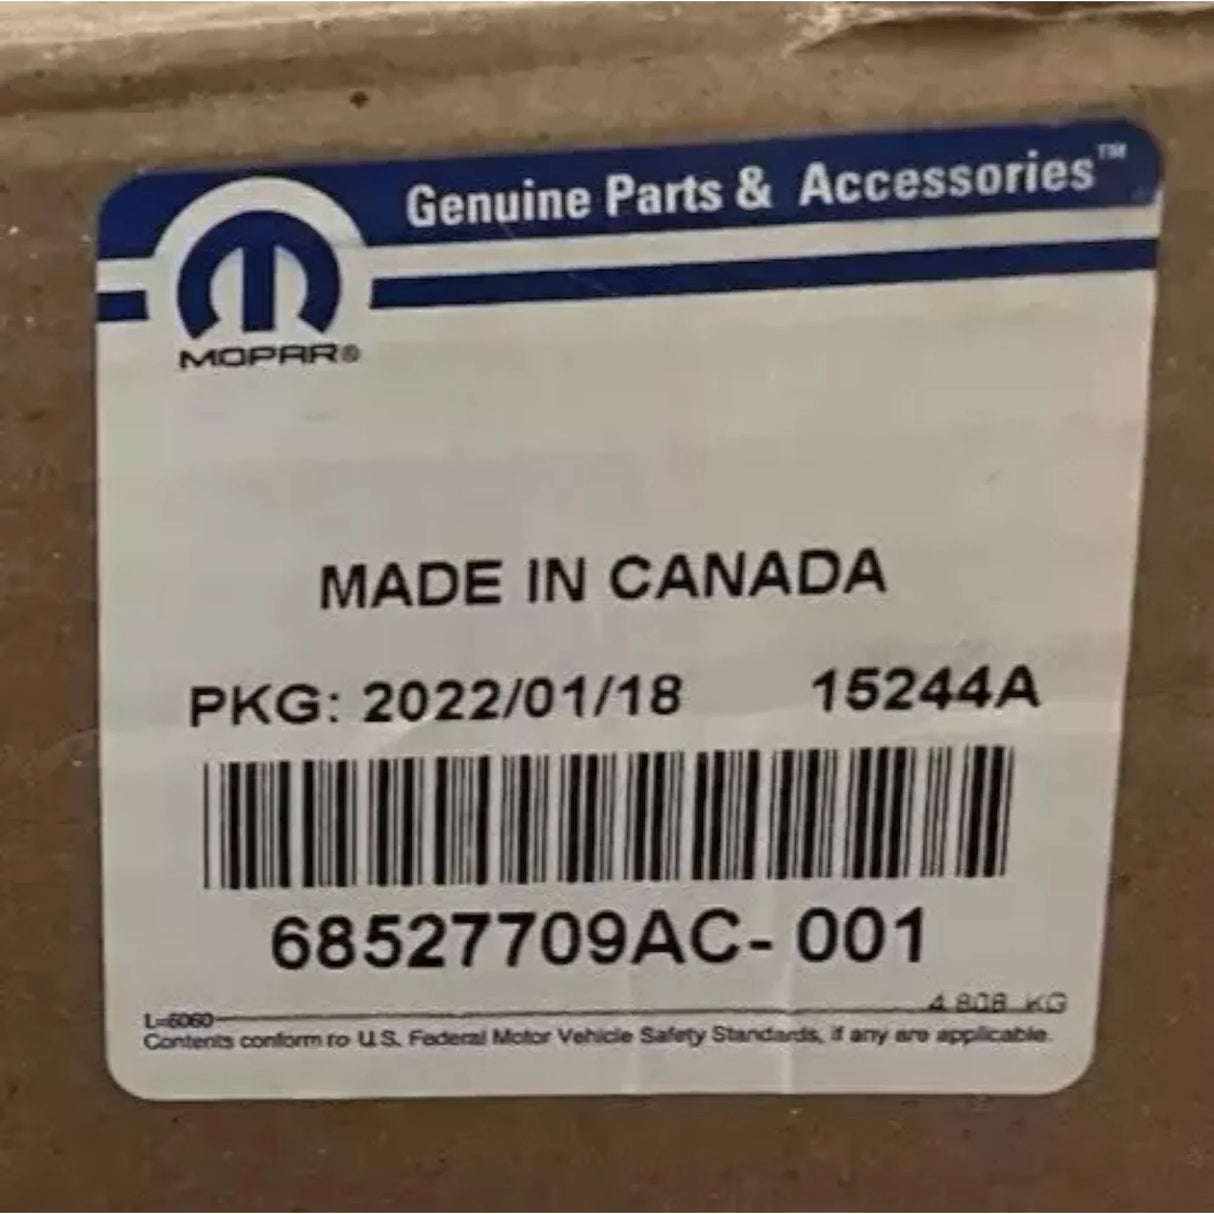 Genuine Parts & Accessories™
MOPAR®
MADE IN CANADA
PKG: 2022/01/18 15244A
68527709AC-001
4.808 KG
L-6060
Contents conform to U.S. Federal Motor Vehicle Safety Standards, if any are applicable.